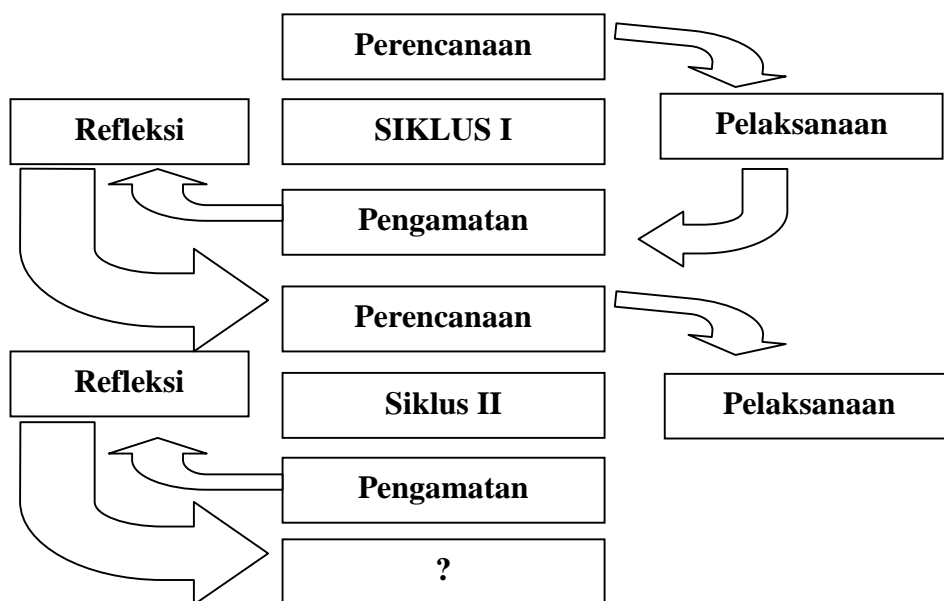 Perencanaan
Refleksi
SIKLUS I
Pelaksanaan
Pengamatan
Perencanaan
Refleksi
Siklus II
Pelaksanaan
Pengamatan
?